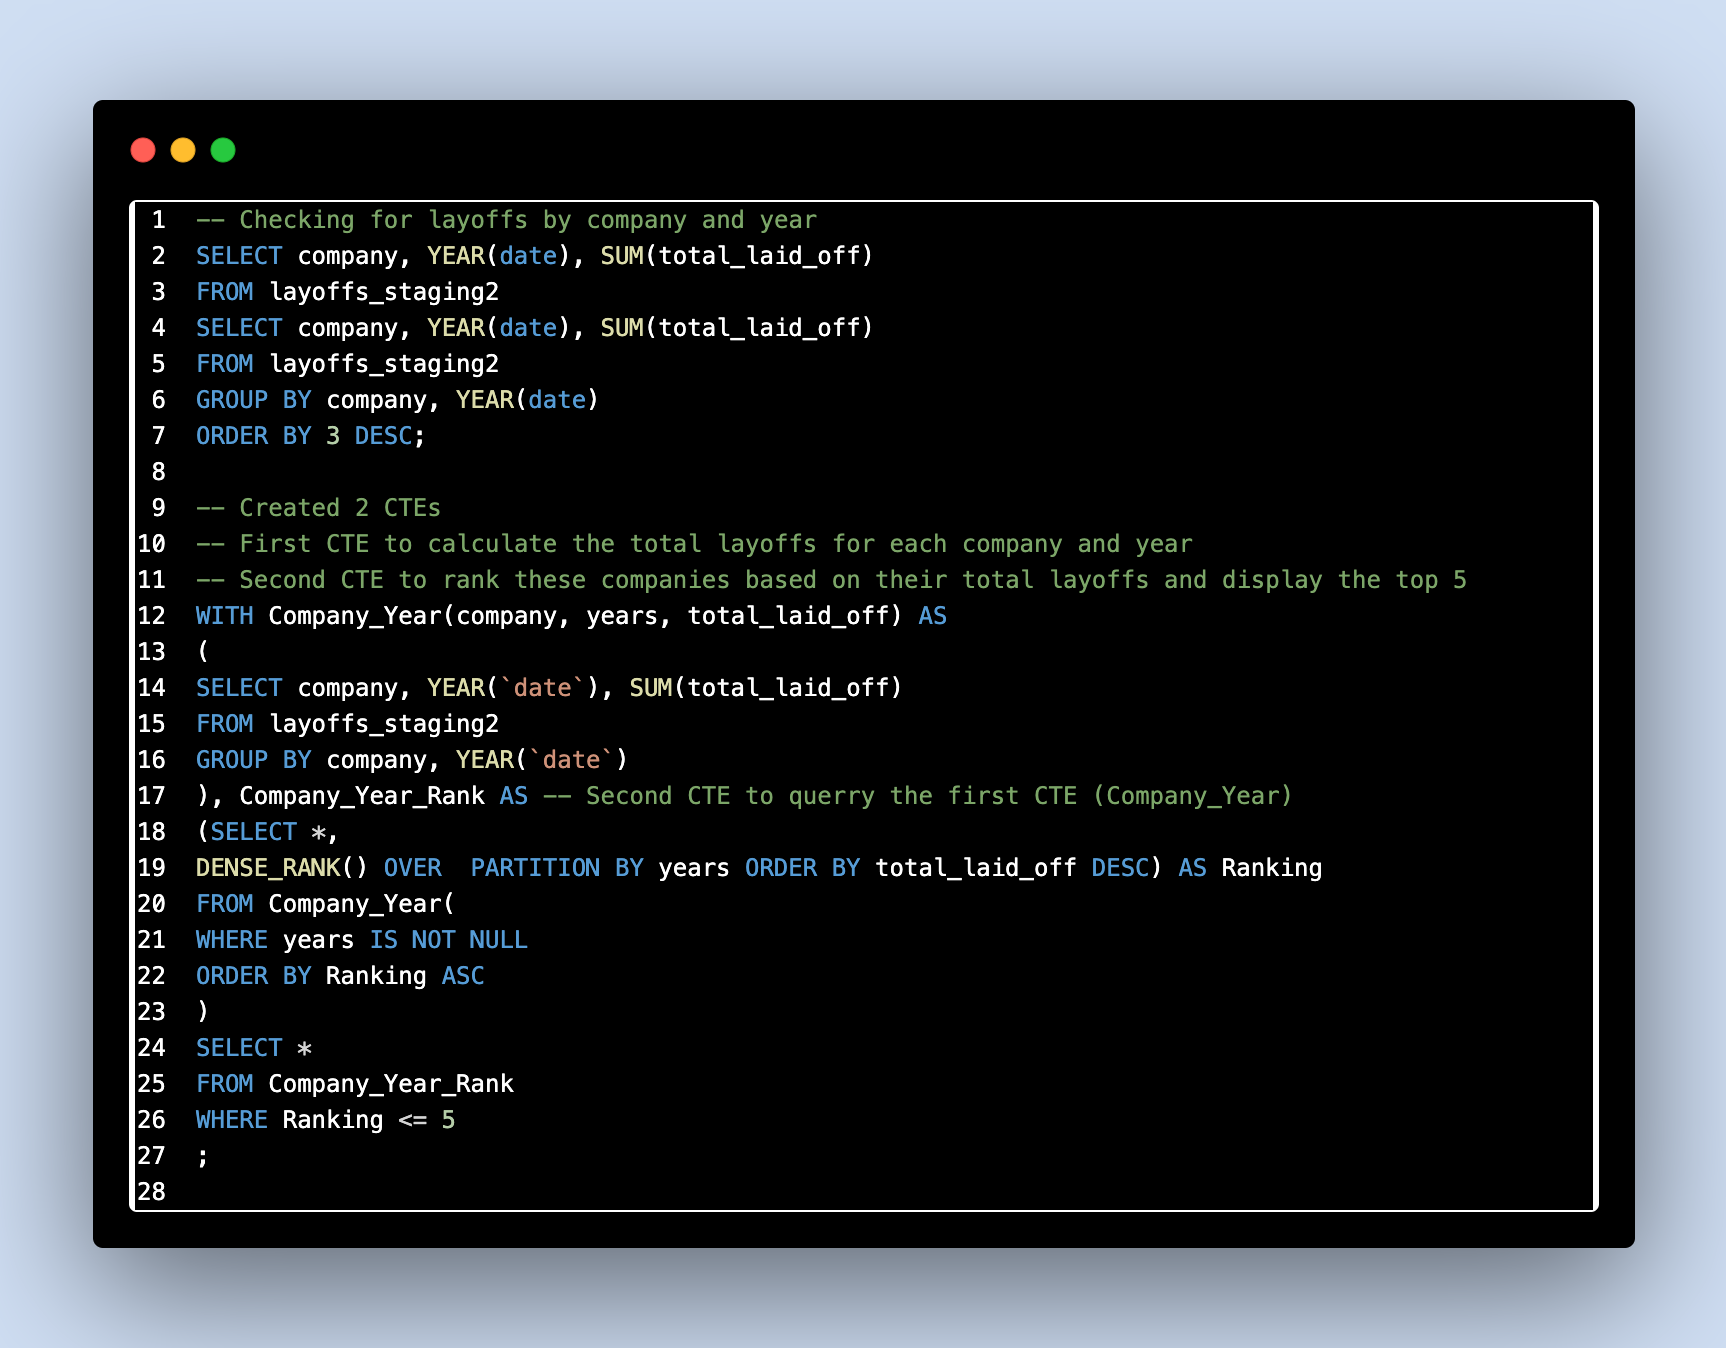 1 -- Checking for layoffs by company and year
2 SELECT company, YEAR(date), SUM(total_laid_off)
3 FROM layoffs_staging2
4 SELECT company, YEAR(date), SUM(total_laid_off)
5 FROM layoffs_staging2
6 GROUP BY company, YEAR(date)
7 ORDER BY 3 DESC;
8
9 -- Created 2 CTEs
10 -- First CTE to calculate the total layoffs for each company and year
11 -- Second CTE to rank these companies based on their total layoffs and display the top 5
12 WITH Company_Year(company, years, total_laid_off) AS
13 (
14 SELECT company, YEAR(`date`), SUM(total_laid_off)
15 FROM layoffs_staging2
16 GROUP BY company, YEAR(`date`)
17 ), Company_Year_Rank AS -- Second CTE to querry the first CTE (Company_Year)
18 (SELECT *,
19 DENSE_RANK() OVER  PARTITION BY years ORDER BY total_laid_off DESC) AS Ranking
20 FROM Company_Year(
21 WHERE years IS NOT NULL
22 ORDER BY Ranking ASC
23 )
24 SELECT *
25 FROM Company_Year_Rank
26 WHERE Ranking <= 5
27 ;
28